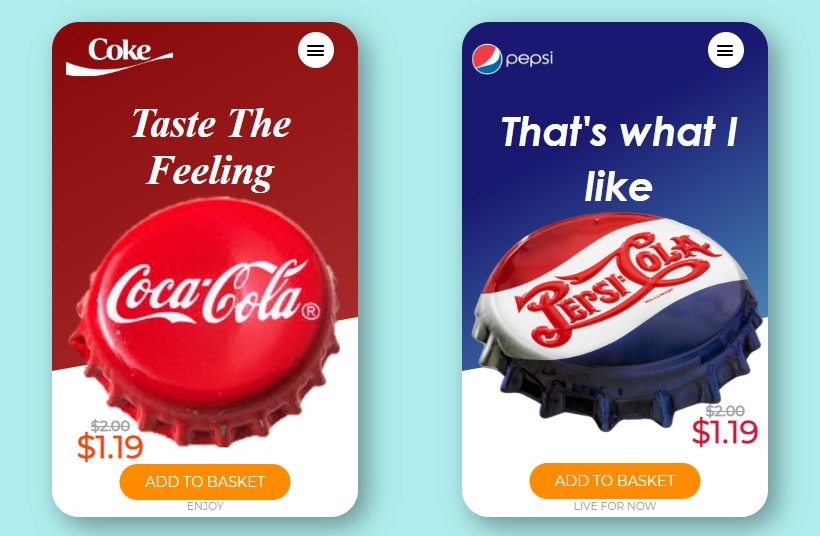 Coke
Taste The
Feeling
Coca-Cola®
$2.00
$1.19
ADD TO BASKET
ENJOY
pepsi
That's what I
like
PEPSI-COLA
$2.00
$1.19
ADD TO BASKET
LIVE FOR NOW